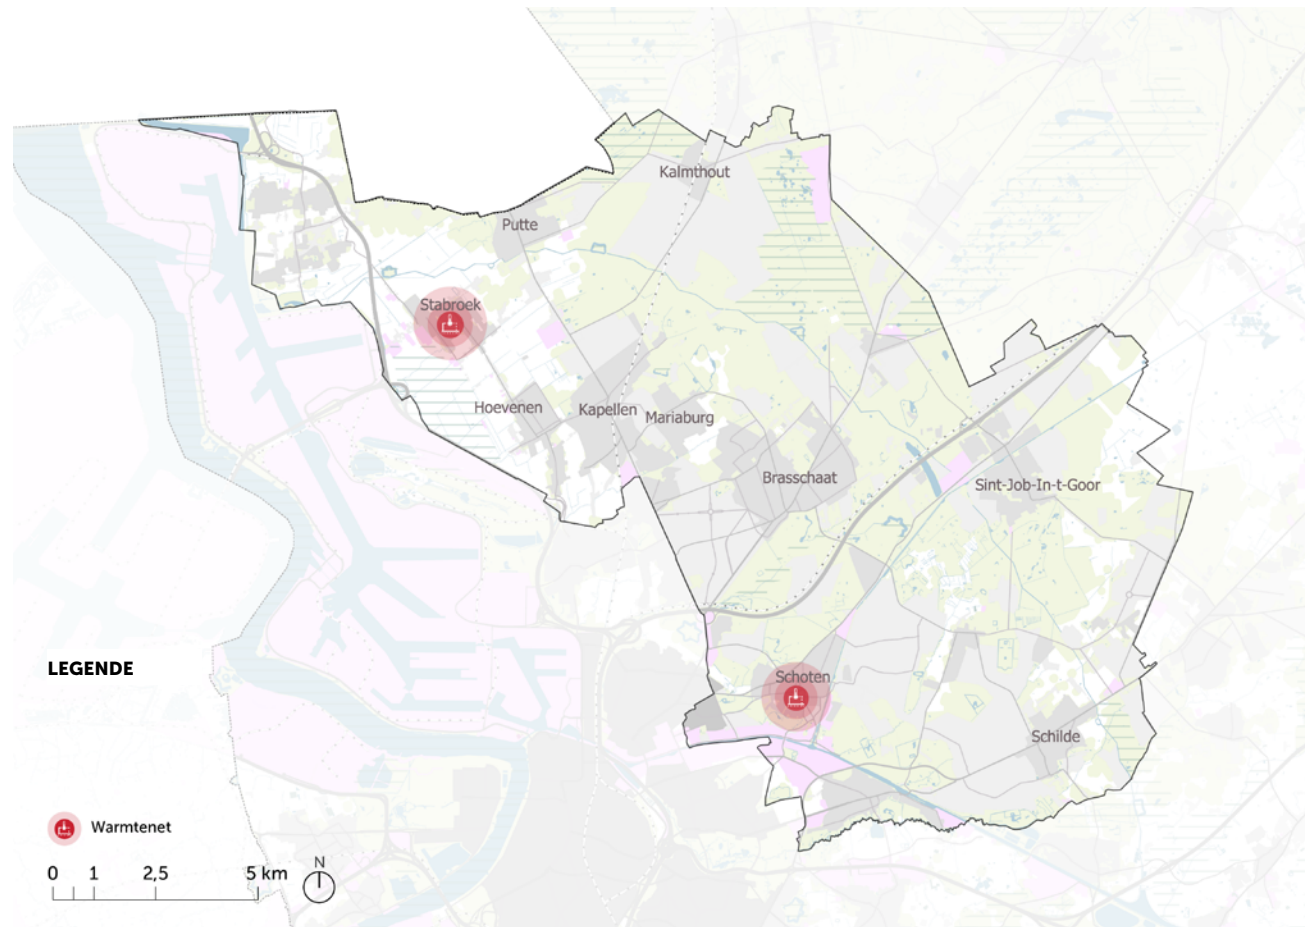 Kalmthout
Putte
Stabroek
Hoevenen
Kapellen
Mariaburg
Brasschaat
Sint-Job-In-t-Goor
Schoten
Schilde
LEGENDE
Warmtenet
0 1 2,5 5 km
N